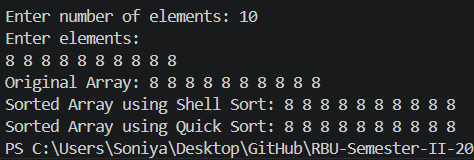 Enter number of elements: 10
Enter elements:
8 8 8 8 8 8 8 8 8 8
Original Array: 8 8 8 8 8 8 8 8 8 8
Sorted Array using Shell Sort: 8 8 8 8 8 8 8 8 8 8
Sorted Array using Quick Sort: 8 8 8 8 8 8 8 8 8 8
PS C:\Users\Soniya\Desktop\GitHub\RBU-Semester-II-20